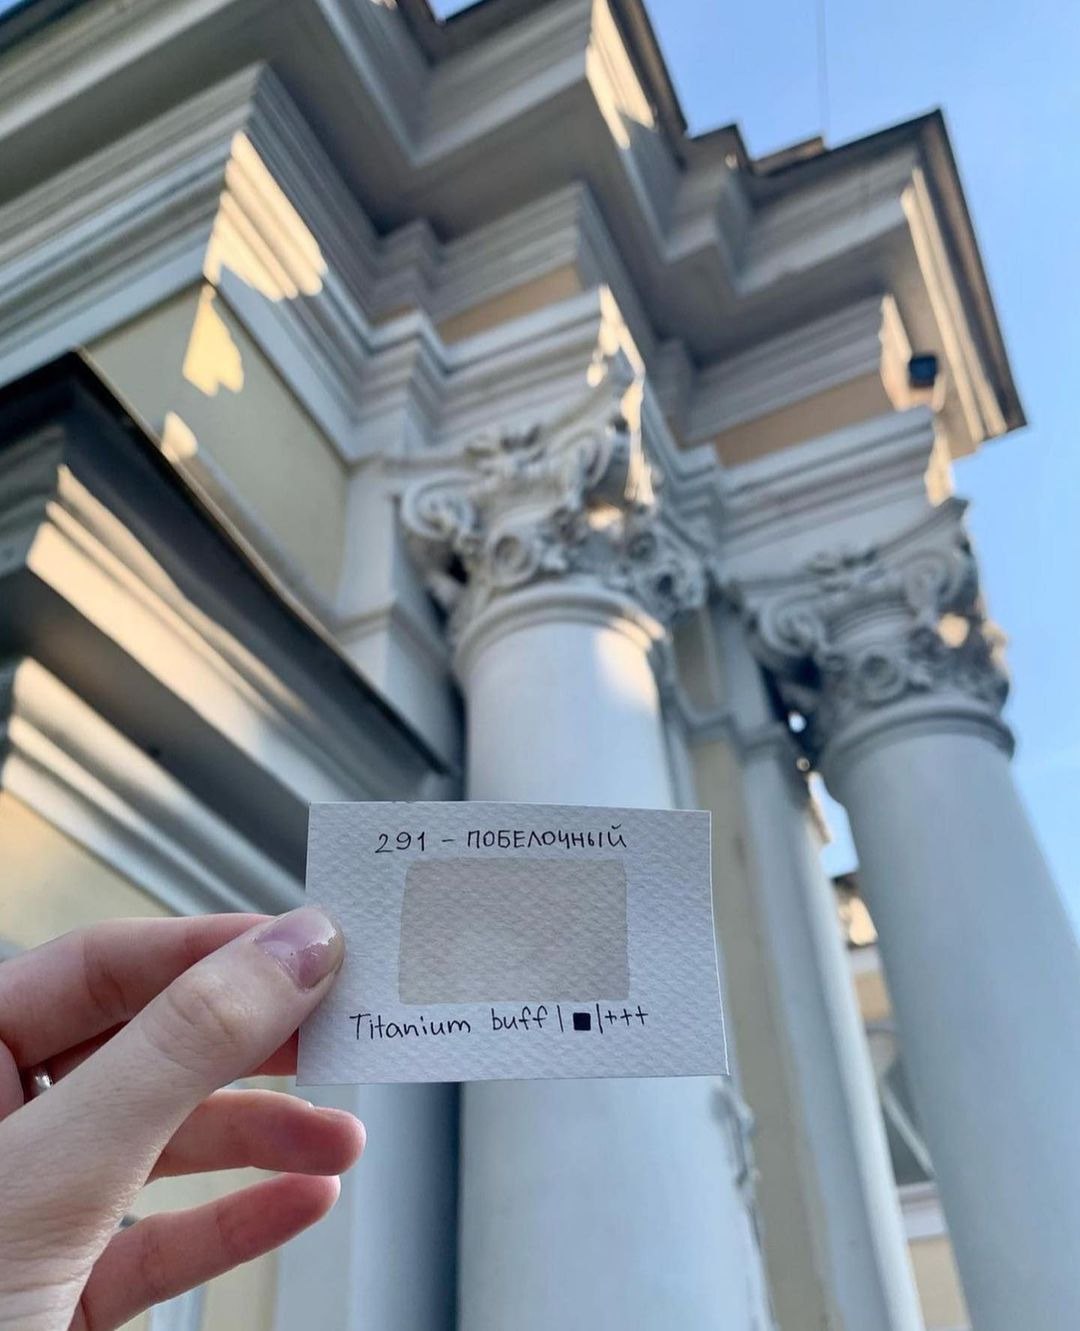 291 - ПОБЕЛОЧНЫЙ
Titanium buff | ■ | +++